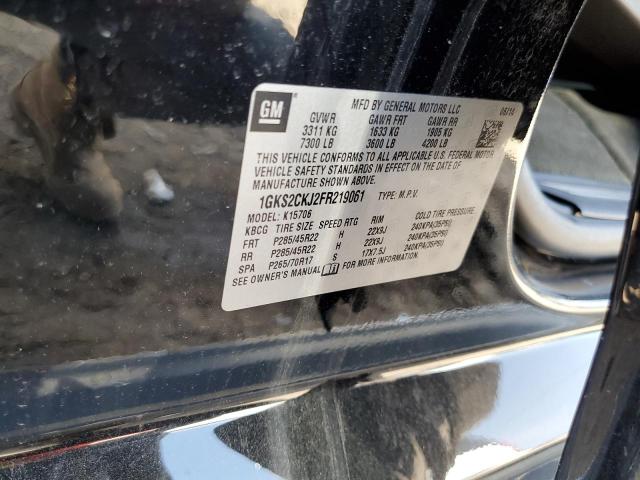 GM
MFD BY GENERAL MOTORS LLC 06/14
GVWR GAWR FRT GAWR RR
3311 KG 1633 KG 1905 KG
7300 LB 3600 LB 4200 LB
THIS VEHICLE CONFORMS TO ALL APPLICABLE U.S. FEDERAL MOTOR
VEHICLE SAFETY STANDARDS IN EFFECT ON THE DATE OF
MANUFACTURE SHOWN ABOVE.
1GKS2CKJ2FR219061 TYPE: M.P.V.
MODEL: K15706
KBCG TIRE SIZE SPEED RTG RIM COLD TIRE PRESSURE
FRT P285/45R22 H 22X9J 240KPA(35PSI)
RR P285/45R22 H 22X9J 240KPA(35PSI)
SPA P265/70R17 S 17X7.5J 240KPA(35PSI)
SEE OWNER'S MANUAL FOR MORE INFORMATION.